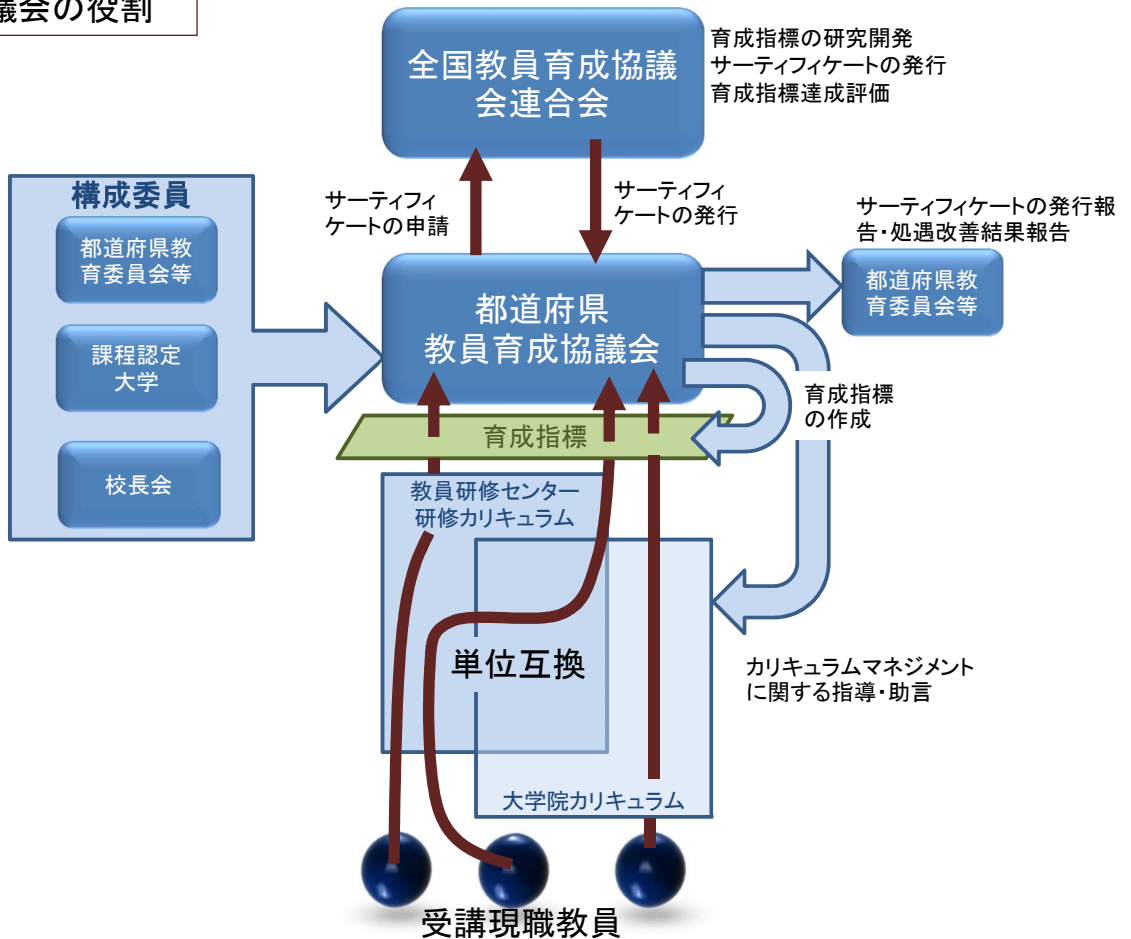 議会の役割
全国教員育成協議
会連合会
育成指標の研究開発
サーティフィケートの発行
育成指標達成評価
構成委員
都道府県教
育委員会等
課程認定
大学
校長会
サーティフィ
ケートの申請
サーティフィ
ケートの発行
サーティフィケートの発行報
告・処遇改善結果報告
都道府県教
育委員会等
都道府県
教員育成協議会
育成指標
の作成
育成指標
教員研修センター
研修カリキュラム
単位互換
カリキュラムマネジメント
に関する指導・助言
大学院カリキュラム
受講現職教員